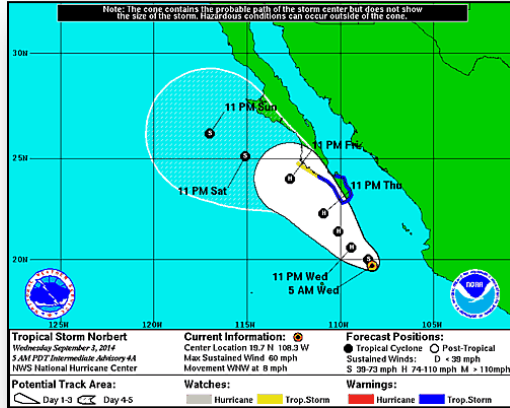 Note: The cone contains the probable path of the storm center but does not show
the size of the storm. Hazardous conditions can occur outside of the cone.
30N
11 PM Sun
11 PM Fri
25N
11 PM Sat
11 PM Thu
S
S
H
H
H
H
S
20N
11 PM Wed
5 AM Wed
NOAA
125W
120W
115W
110W
105W
Tropical Storm Norbert
Wednesday September 3, 2014
5 AM PDT Intermediate Advisory 4A
NWS National Hurricane Center
Current Information:
Center Location 19.7 N 108.3 W
Max Sustained Wind 60 mph
Movement WNW at 8 mph
Forecast Positions:
Tropical Cyclone Post-Tropical
Sustained Winds: D < 39 mph
S 39-73 mph H 74-110 mph M > 110mph
Potential Track Area:
Day 1-3 Day 4-5
Watches:
Hurricane Trop.Storm
Warnings:
Hurricane Trop.Storm